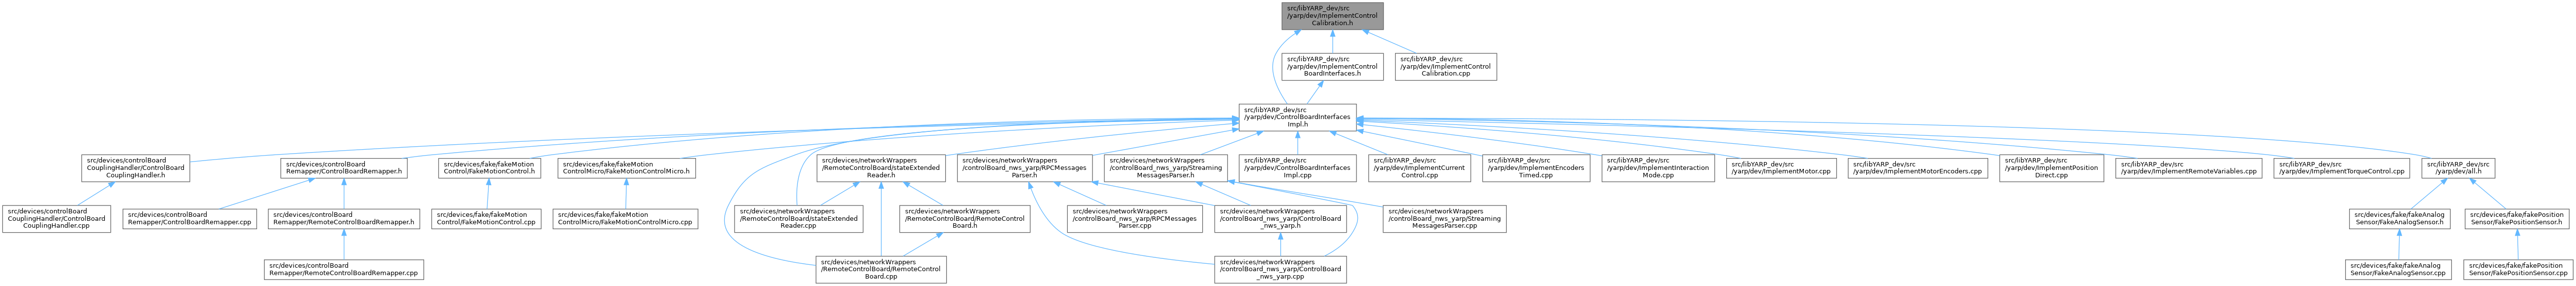 src/libYARP_dev/src
/yarp/dev/ImplementControl
Calibration.h
src/libYARP_dev/src
/yarp/dev/ImplementControl
BoardInterfaces.h
src/libYARP_dev/src
/yarp/dev/ImplementControl
Calibration.cpp
src/libYARP_dev/src
/yarp/dev/ControlBoardInterfaces
Impl.h
src/devices/controlBoard
CouplingHandler/ControlBoard
CouplingHandler.h
src/devices/controlBoard
Remapper/ControlBoardRemapper.h
src/devices/fake/fakeMotion
Control/FakeMotionControl.h
src/devices/fake/fakeMotion
ControlMicro/FakeMotionControlMicro.h
src/devices/networkWrappers
/RemoteControlBoard/stateExtended
Reader.h
src/devices/networkWrappers
/controlBoard_nws_yarp/RPCMessages
Parser.h
src/devices/networkWrappers
/controlBoard_nws_yarp/Streaming
MessagesParser.h
src/libYARP_dev/src
/yarp/dev/ControlBoardInterfaces
Impl.cpp
src/libYARP_dev/src
/yarp/dev/ImplementCurrent
Control.cpp
src/libYARP_dev/src
/yarp/dev/ImplementEncoders
Timed.cpp
src/libYARP_dev/src
/yarp/dev/ImplementInteraction
Mode.cpp
src/libYARP_dev/src
/yarp/dev/ImplementMotor.cpp
src/libYARP_dev/src
/yarp/dev/ImplementMotorEncoders.cpp
src/libYARP_dev/src
/yarp/dev/ImplementPosition
Direct.cpp
src/libYARP_dev/src
/yarp/dev/ImplementRemoteVariables.cpp
src/libYARP_dev/src
/yarp/dev/ImplementTorqueControl.cpp
src/libYARP_dev/src
/yarp/dev/all.h
src/devices/controlBoard
CouplingHandler/ControlBoard
CouplingHandler.cpp
src/devices/controlBoard
Remapper/ControlBoardRemapper.cpp
src/devices/controlBoard
Remapper/RemoteControlBoardRemapper.h
src/devices/fake/fakeMotion
Control/FakeMotionControl.cpp
src/devices/fake/fakeMotion
ControlMicro/FakeMotionControlMicro.cpp
src/devices/networkWrappers
/RemoteControlBoard/stateExtended
Reader.cpp
src/devices/networkWrappers
/RemoteControlBoard/RemoteControl
Board.h
src/devices/networkWrappers
/controlBoard_nws_yarp/RPCMessages
Parser.cpp
src/devices/networkWrappers
/controlBoard_nws_yarp/ControlBoard
_nws_yarp.h
src/devices/networkWrappers
/controlBoard_nws_yarp/Streaming
MessagesParser.cpp
src/devices/fake/fakeAnalog
Sensor/FakeAnalogSensor.h
src/devices/fake/fakePosition
Sensor/FakePositionSensor.h
src/devices/controlBoard
Remapper/RemoteControlBoardRemapper.cpp
src/devices/networkWrappers
/RemoteControlBoard/RemoteControl
Board.cpp
src/devices/networkWrappers
/controlBoard_nws_yarp/ControlBoard
_nws_yarp.cpp
src/devices/fake/fakeAnalog
Sensor/FakeAnalogSensor.cpp
src/devices/fake/fakePosition
Sensor/FakePositionSensor.cpp